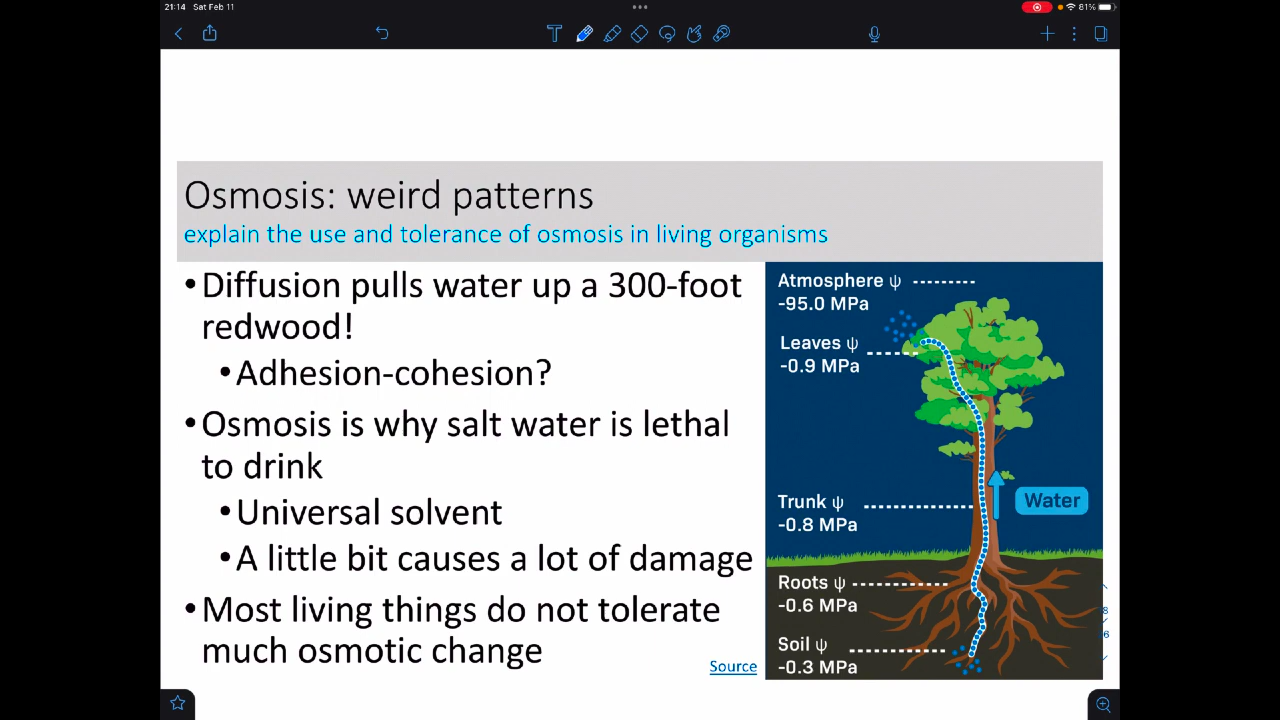 21:14 Sat Feb 11
81%
Osmosis: weird patterns
explain the use and tolerance of osmosis in living organisms
•Diffusion pulls water up a 300-foot
redwood!
•Adhesion-cohesion?
•Osmosis is why salt water is lethal
to drink
•Universal solvent
•A little bit causes a lot of damage
•Most living things do not tolerate
much osmotic change
Source
Atmosphere ψ
-95.0 MPa
Leaves ψ
-0.9 MPa
Trunk ψ
-0.8 MPa
Water
Roots ψ
-0.6 MPa
Soil ψ
-0.3 MPa
8
6